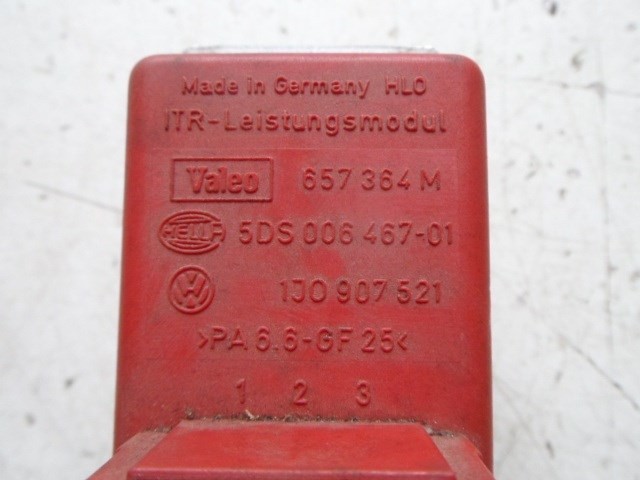 Made in Germany HLO
ITR-Leistungsmodul
Valeo 657 364 M
HELLA 5DS 006 467-01
VW 1J0 907 521
>PA 6.6-GF 25<
1 2 3